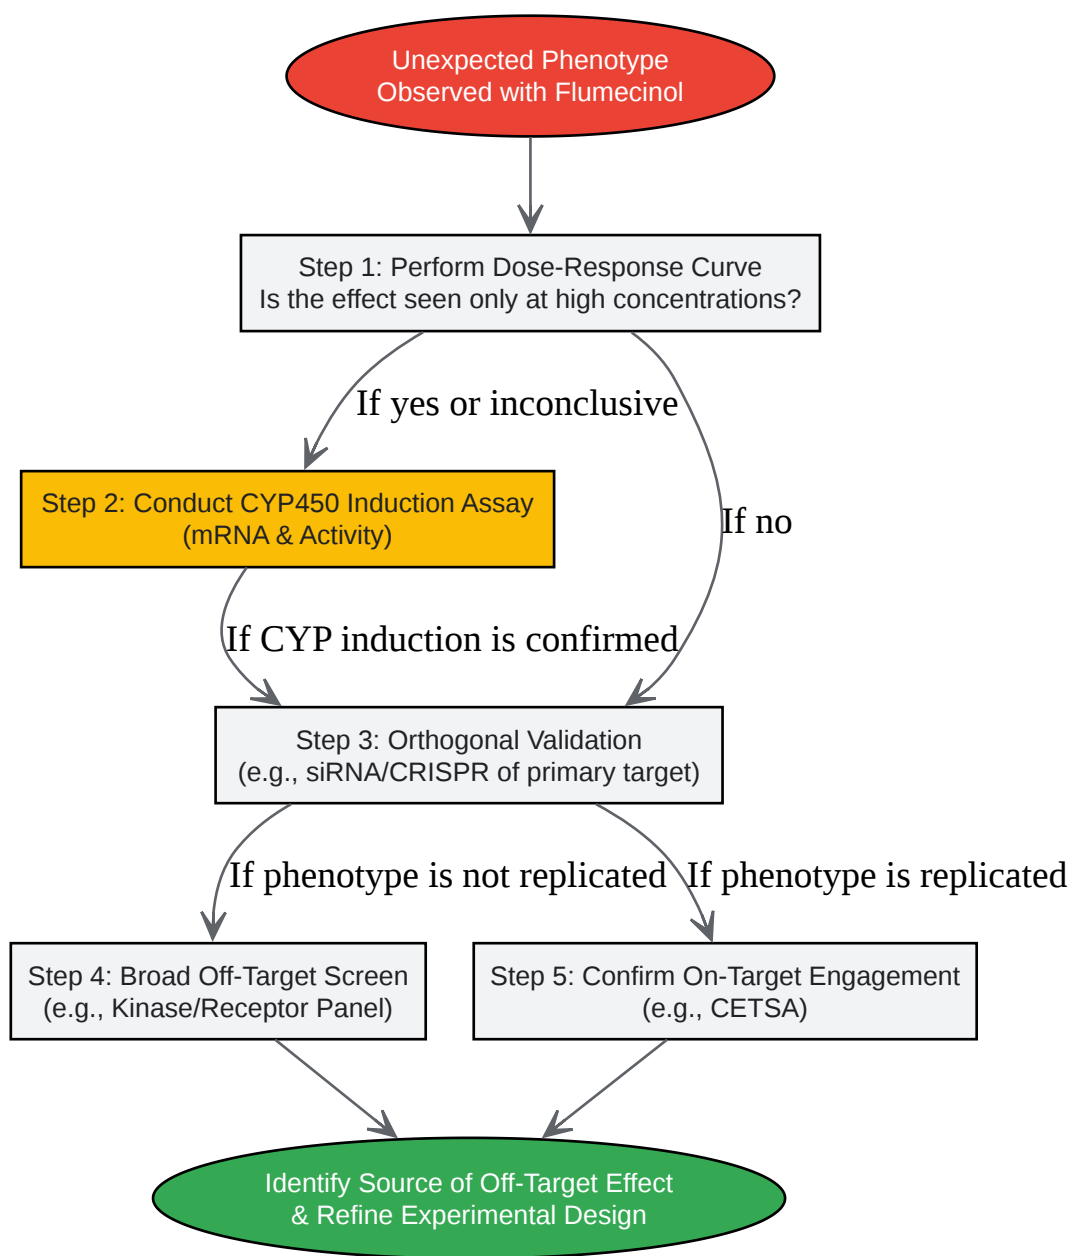 Unexpected Phenotype
Observed with Flumecinol
Step 1: Perform Dose-Response Curve
Is the effect seen only at high concentrations?
If yes or inconclusive
Step 2: Conduct CYP450 Induction Assay
(mRNA & Activity)
If no
If CYP induction is confirmed
Step 3: Orthogonal Validation
(e.g., siRNA/CRISPR of primary target)
If phenotype is not replicated
If phenotype is replicated
Step 4: Broad Off-Target Screen
(e.g., Kinase/Receptor Panel)
Step 5: Confirm On-Target Engagement
(e.g., CETSA)
Identify Source of Off-Target Effect
& Refine Experimental Design